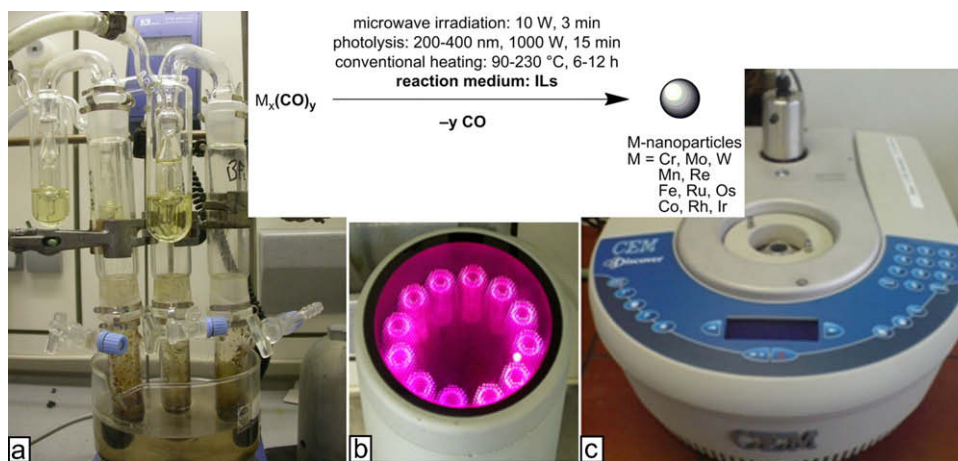 microwave irradiation: 10 W, 3 min
photolysis: 200-400 nm, 1000 W, 15 min
conventional heating: 90-230 °C, 6-12 h
reaction medium: ILs
Mₓ(CO)ᵧ
–y CO
M-nanoparticles
M = Cr, Mo, W
Mn, Re
Fe, Ru, Os
Co, Rh, Ir
CEM
Discover
CEM
a
b
c